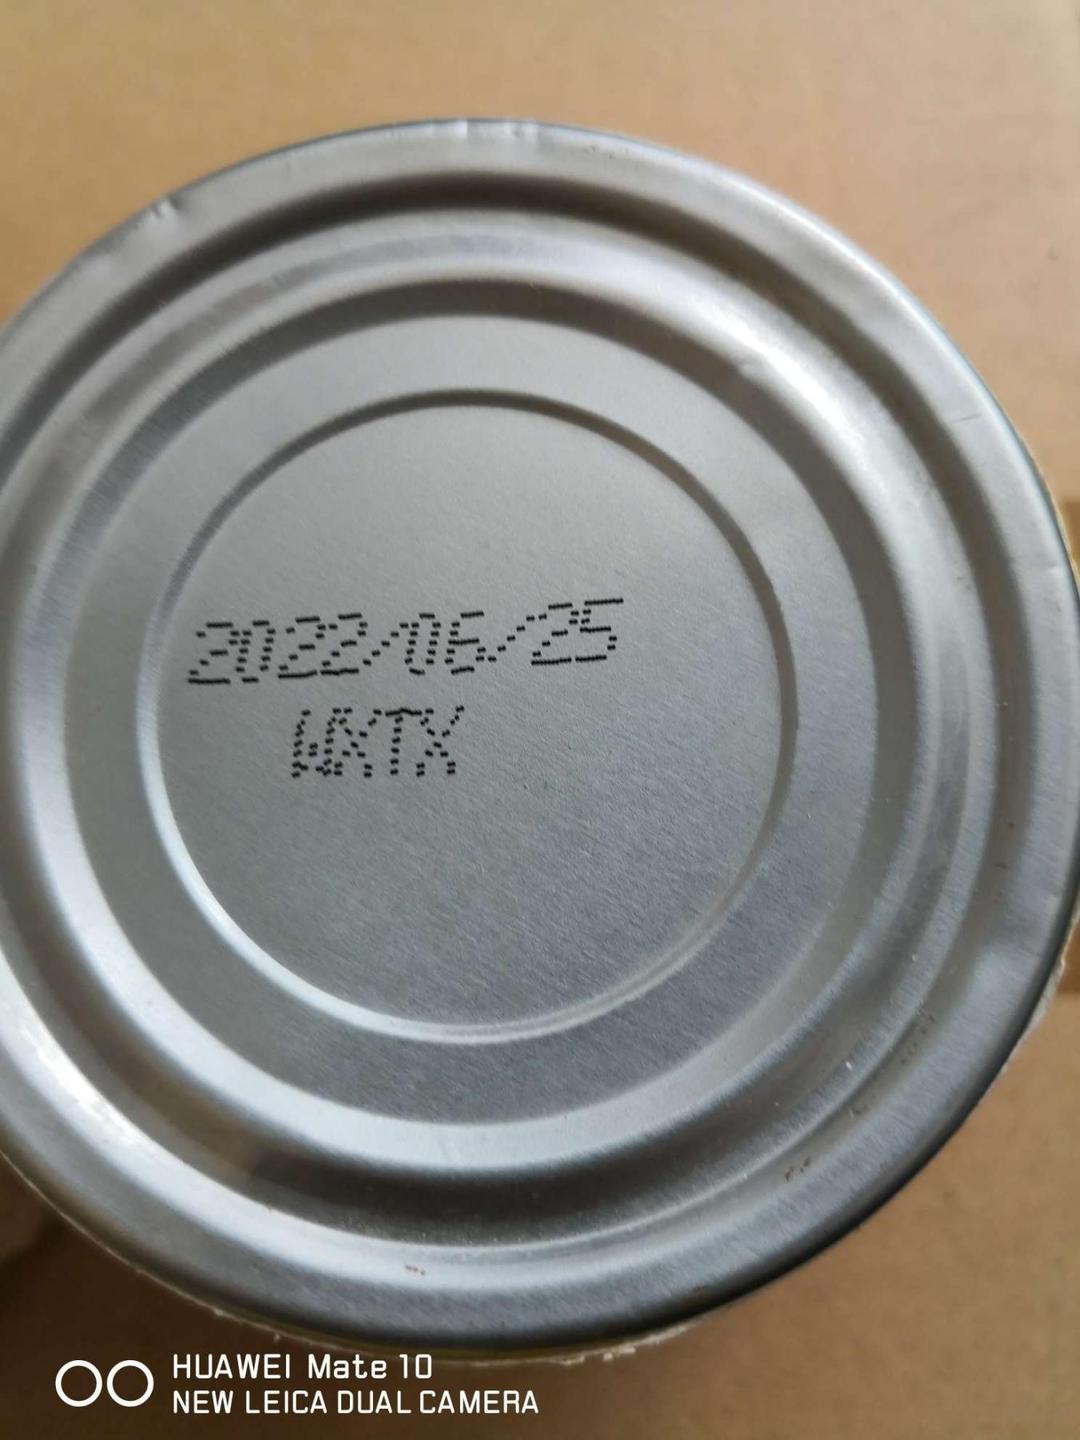 2022/06/25
WXTX
HUAWEI Mate 10
NEW LEICA DUAL CAMERA